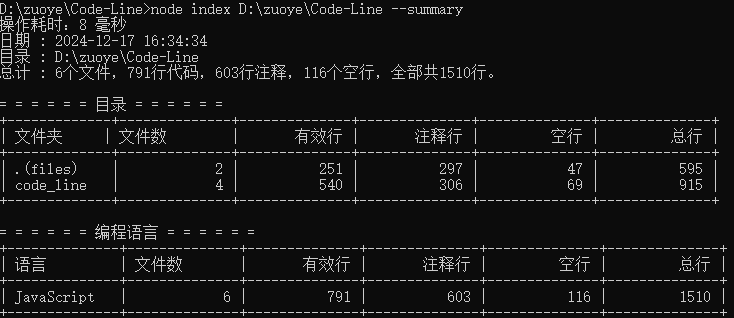 D:\zuoye\Code-Line>node index D:\zuoye\Code-Line --summary
操作耗时：8 毫秒
日期 : 2024-12-17 16:34:34
目录 : D:\zuoye\Code-Line
总计 : 6个文件，791行代码，603行注释，116个空行，全部共1510行。
= = = = = = 目录 = = = = = =
+-------------+--------------+--------------+--------------+--------------+--------------+
| 文件夹 | 文件数 | 有效行 | 注释行 | 空行 | 总行 |
+-------------+--------------+--------------+--------------+--------------+--------------+
| .(files) | 2 | 251 | 297 | 47 | 595 |
| code_line | 4 | 540 | 306 | 69 | 915 |
+-------------+--------------+--------------+--------------+--------------+--------------+
= = = = = = 编程语言 = = = = = =
+--------------+--------------+--------------+--------------+--------------+--------------+
| 语言 | 文件数 | 有效行 | 注释行 | 空行 | 总行 |
+--------------+--------------+--------------+--------------+--------------+--------------+
| JavaScript | 6 | 791 | 603 | 116 | 1510 |
+--------------+--------------+--------------+--------------+--------------+--------------+